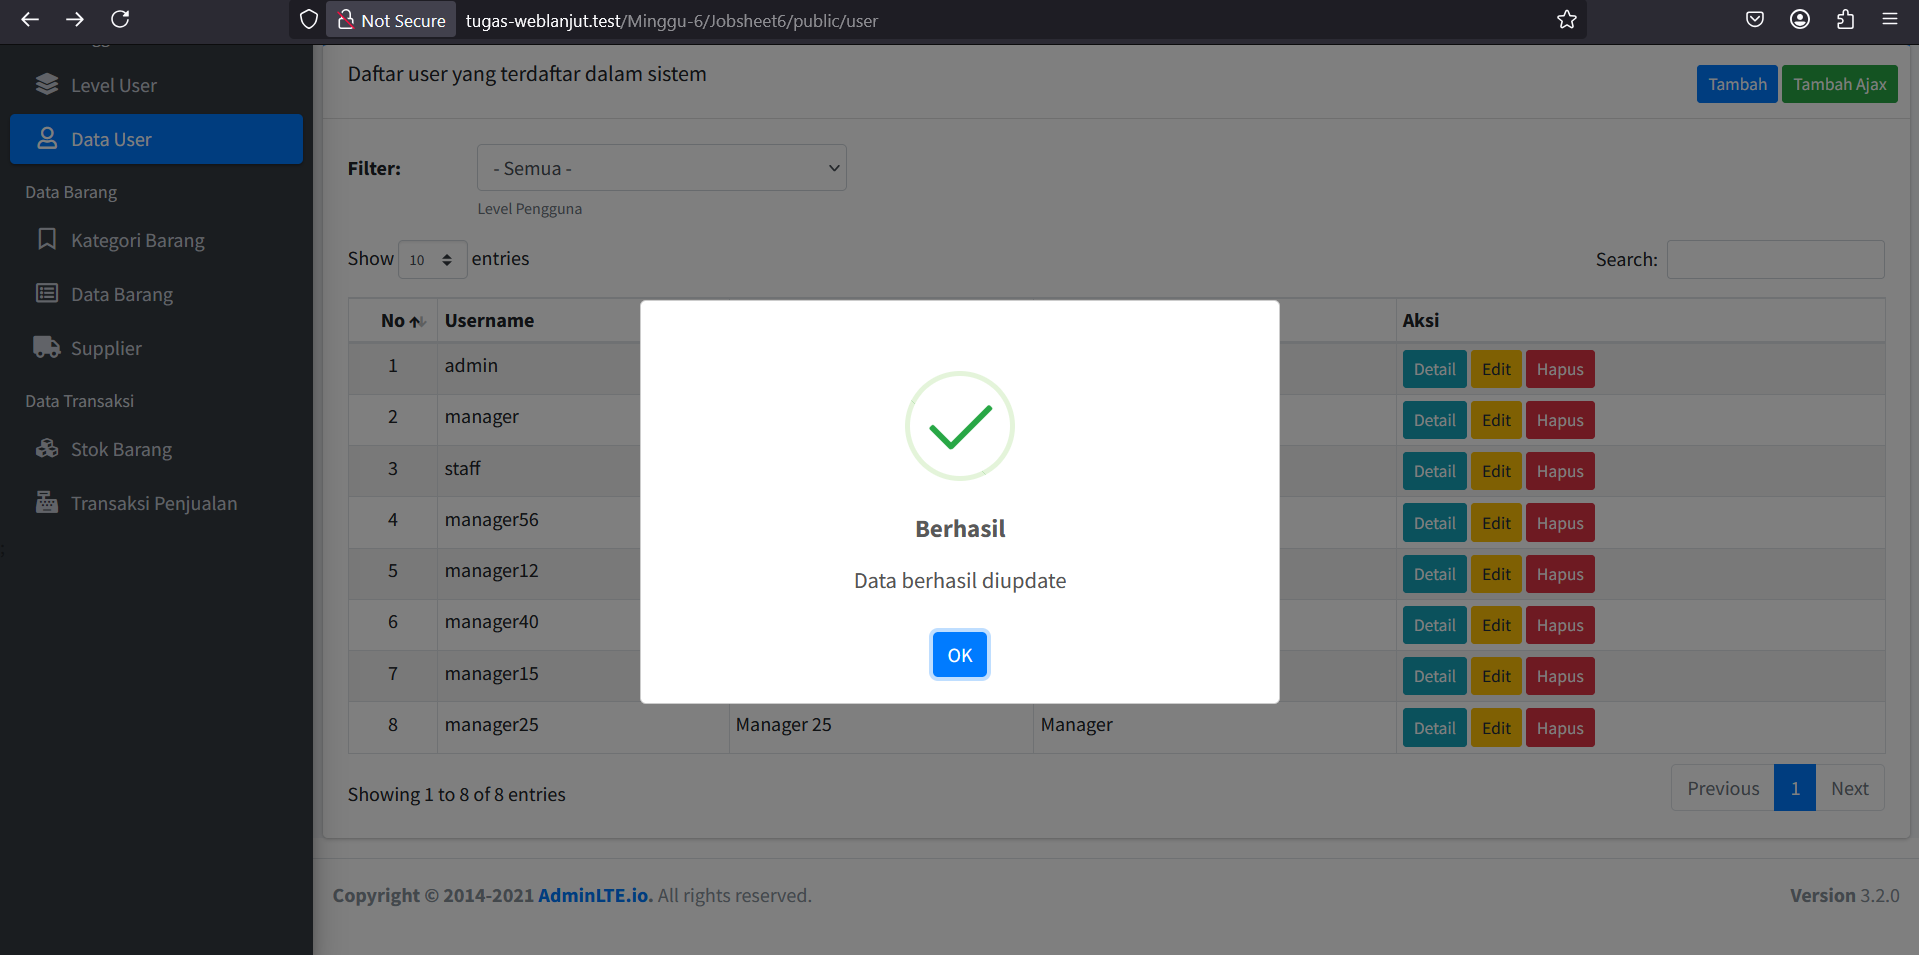 Not Secure tugas-weblanjut.test/Minggu-6/Jobsheet6/public/user
Level User
Data User
Data Barang
Kategori Barang
Data Barang
Supplier
Data Transaksi
Stok Barang
Transaksi Penjualan
Daftar user yang terdaftar dalam sistem
Tambah Tambah Ajax
Filter: - Semua -
Level Pengguna
Show 10 entries Search:
No Username Aksi
1 admin Detail Edit Hapus
2 manager Detail Edit Hapus
3 staff Detail Edit Hapus
4 manager56 Detail Edit Hapus
5 manager12 Detail Edit Hapus
6 manager40 Detail Edit Hapus
7 manager15 Detail Edit Hapus
8 manager25 Manager 25 Manager Detail Edit Hapus
Berhasil
Data berhasil diupdate
OK
Showing 1 to 8 of 8 entries Previous 1 Next
Copyright © 2014-2021 AdminLTE.io. All rights reserved. Version 3.2.0